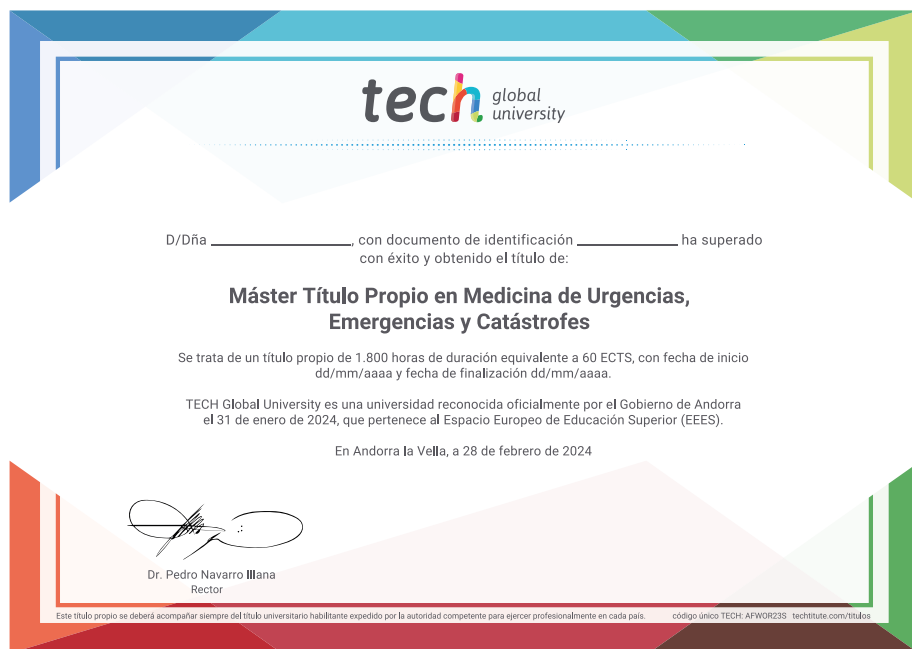 tech global university
D/Dña ____________________, con documento de identificación ______________ ha superado
con éxito y obtenido el título de:
Máster Título Propio en Medicina de Urgencias,
Emergencias y Catástrofes
Se trata de un título propio de 1.800 horas de duración equivalente a 60 ECTS, con fecha de inicio
dd/mm/aaaa y fecha de finalización dd/mm/aaaa.
TECH Global University es una universidad reconocida oficialmente por el Gobierno de Andorra
el 31 de enero de 2024, que pertenece al Espacio Europeo de Educación Superior (EEES).
En Andorra la Vella, a 28 de febrero de 2024
Dr. Pedro Navarro Illana
Rector
Este título propio se deberá acompañar siempre del título universitario habilitante expedido por la autoridad competente para ejercer profesionalmente en cada país. código único TECH: AFWOR23S techtitute.com/titulos